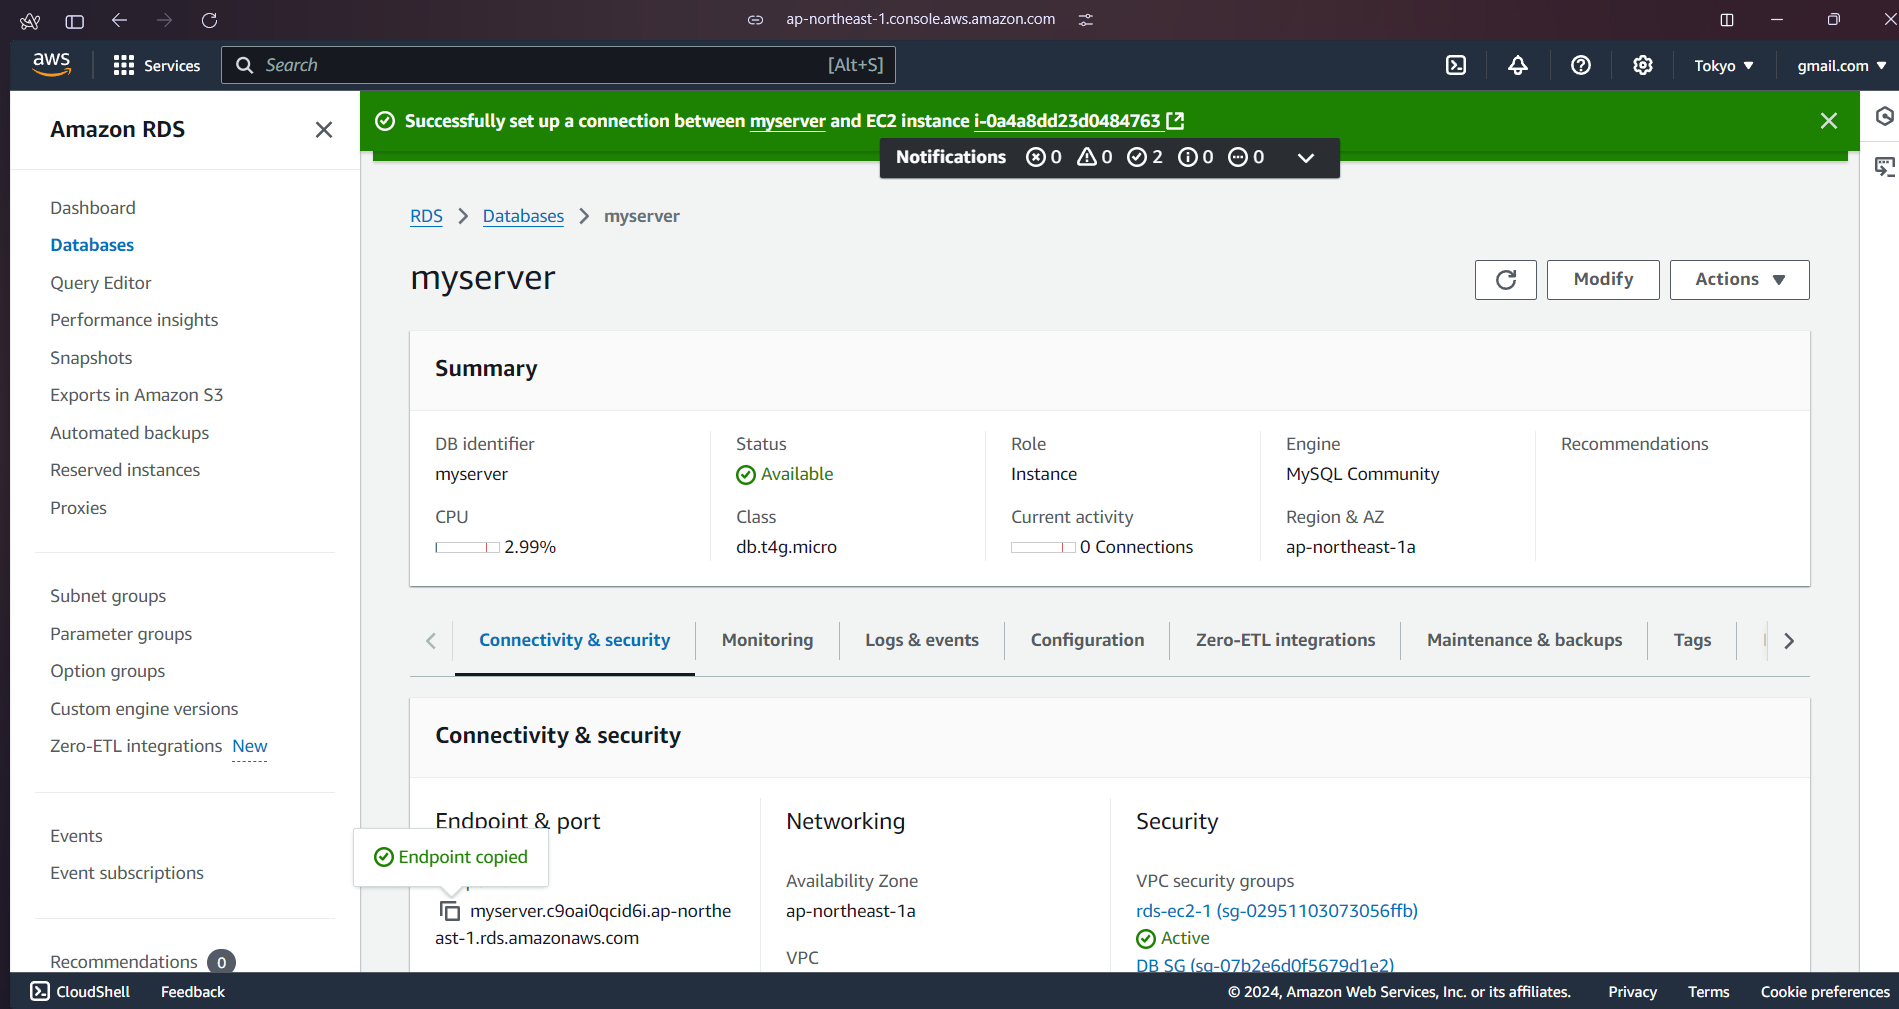 ap-northeast-1.console.aws.amazon.com
aws
Services
Search
[Alt+S]
Tokyo
gmail.com
Amazon RDS
Dashboard
Databases
Query Editor
Performance insights
Snapshots
Exports in Amazon S3
Automated backups
Reserved instances
Proxies
Subnet groups
Parameter groups
Option groups
Custom engine versions
Zero-ETL integrations New
Events
Event subscriptions
Recommendations 0
Successfully set up a connection between myserver and EC2 instance i-0a4a8dd23d0484763
Notifications 0 0 2 0 0
RDS > Databases > myserver
myserver
Modify
Actions
Summary
DB identifier
myserver
CPU
2.99%
Status
Available
Class
db.t4g.micro
Role
Instance
Current activity
0 Connections
Engine
MySQL Community
Region & AZ
ap-northeast-1a
Recommendations
Connectivity & security
Monitoring
Logs & events
Configuration
Zero-ETL integrations
Maintenance & backups
Tags
Connectivity & security
Endpoint & port
Endpoint copied
myserver.c9oai0qcid6i.ap-northe
ast-1.rds.amazonaws.com
Networking
Availability Zone
ap-northeast-1a
VPC
Security
VPC security groups
rds-ec2-1 (sg-02951103073056ffb)
Active
DB SG (sg-07b2e6d0f5679d1e2)
CloudShell
Feedback
© 2024, Amazon Web Services, Inc. or its affiliates.
Privacy
Terms
Cookie preferences